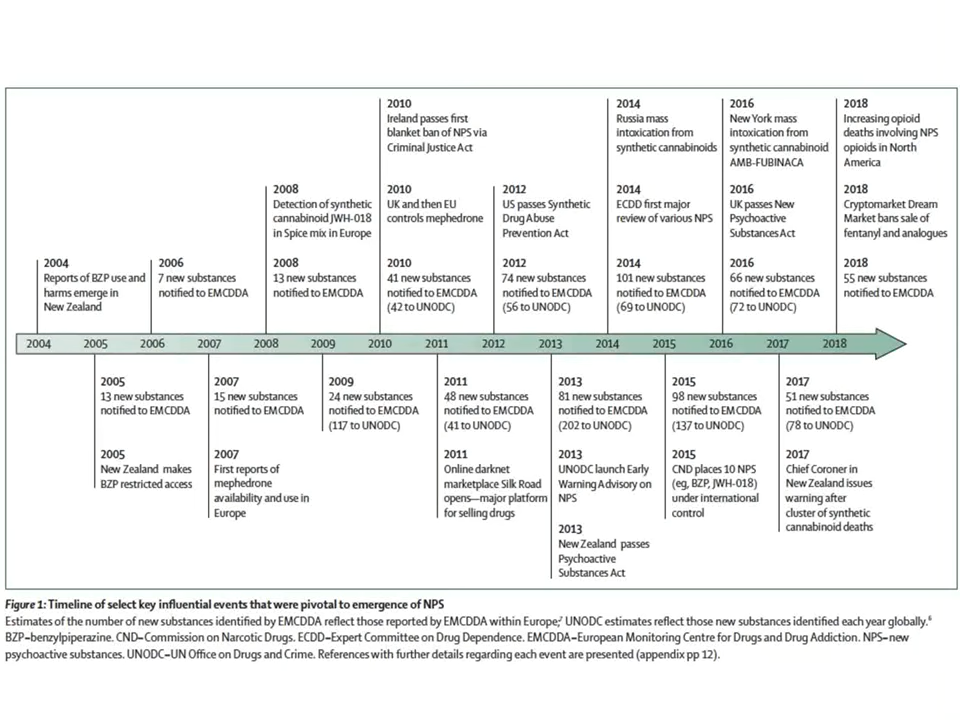 2010
Ireland passes first
blanket ban of NPS via
Criminal Justice Act
2014
Russia mass
intoxication from
synthetic cannabinoids
2016
New York mass
intoxication from
synthetic cannabinoid
AMB-FUBINACA
2018
Increasing opioid
deaths involving NPS
opioids in North
America
2008
Detection of synthetic
cannabinoid JWH-018
in Spice mix in Europe
2010
UK and then EU
controls mephedrone
2012
US passes Synthetic
Drug Abuse
Prevention Act
2014
ECDD first major
review of various NPS
2016
UK passes New
Psychoactive
Substances Act
2018
Cryptomarket Dream
Market bans sale of
fentanyl and analogues
2004
Reports of BZP use and
harms emerge in
New Zealand
2006
7 new substances
notified to EMCDDA
2008
13 new substances
notified to EMCDDA
2010
41 new substances
notified to EMCDDA
(42 to UNODC)
2012
74 new substances
notified to EMCDDA
(56 to UNODC)
2014
101 new substances
notified to EMCDDA
(69 to UNODC)
2016
66 new substances
notified to EMCDDA
(72 to UNODC)
2018
55 new substances
notified to EMCDDA
2004 2005 2006 2007 2008 2009 2010 2011 2012 2013 2014 2015 2016 2017 2018
2005
13 new substances
notified to EMCDDA
2007
15 new substances
notified to EMCDDA
2009
24 new substances
notified to EMCDDA
(117 to UNODC)
2011
48 new substances
notified to EMCDDA
(41 to UNODC)
2013
81 new substances
notified to EMCDDA
(202 to UNODC)
2015
98 new substances
notified to EMCDDA
(137 to UNODC)
2017
51 new substances
notified to EMCDDA
(78 to UNODC)
2005
New Zealand makes
BZP restricted access
2007
First reports of
mephedrone
availability and use in
Europe
2011
Online darknet
marketplace Silk Road
opens—major platform
for selling drugs
2013
UNODC launch Early
Warning Advisory on
NPS
2015
CND places 10 NPS
(eg, BZP, JWH-018)
under international
control
2017
Chief Coroner in
New Zealand issues
warning after
cluster of synthetic
cannabinoid deaths
2013
New Zealand passes
Psychoactive
Substances Act
Figure 1: Timeline of select key influential events that were pivotal to emergence of NPS
Estimates of the number of new substances identified by EMCDDA reflect those reported by EMCDDA within Europe;⁷ UNODC estimates reflect those new substances identified each year globally.⁶
BZP=benzylpiperazine. CND=Commission on Narcotic Drugs. ECDD=Expert Committee on Drug Dependence. EMCDDA=European Monitoring Centre for Drugs and Drug Addiction. NPS=new
psychoactive substances. UNODC=UN Office on Drugs and Crime. References with further details regarding each event are presented (appendix pp 12).